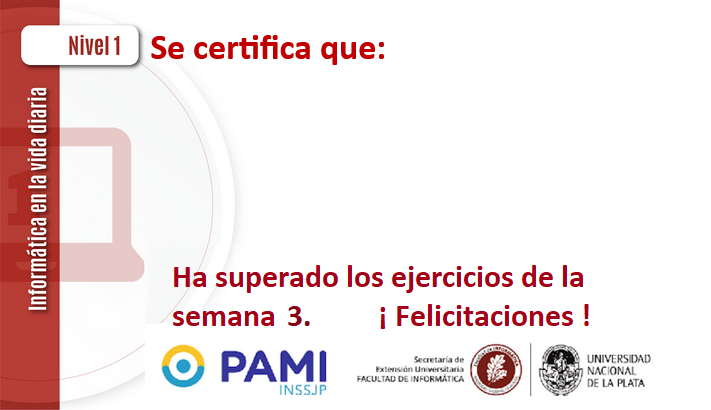 Nivel 1
Se certifica que:
Informática en la vida diaria
Ha superado los ejercicios de la
semana 3. ¡ Felicitaciones !
PAMI
INSSJP
Secretaría de
Extensión Universitaria
FACULTAD DE INFORMÁTICA
UNIVERSIDAD
NACIONAL
DE LA PLATA